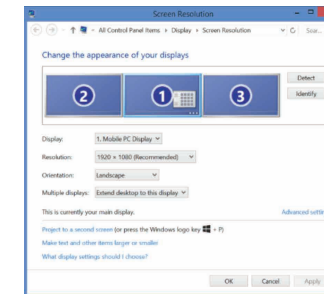 Screen Resolution
All Control Panel Items › Display › Screen Resolution
Change the appearance of your displays
2
1
3
Detect
Identify
Display: 1. Mobile PC Display
Resolution: 1920 × 1080 (Recommended)
Orientation: Landscape
Multiple displays: Extend desktop to this display
This is currently your main display.
Advanced settin
Project to a second screen (or press the Windows logo key + P)
Make text and other items larger or smaller
What display settings should I choose?
OK
Cancel
Apply